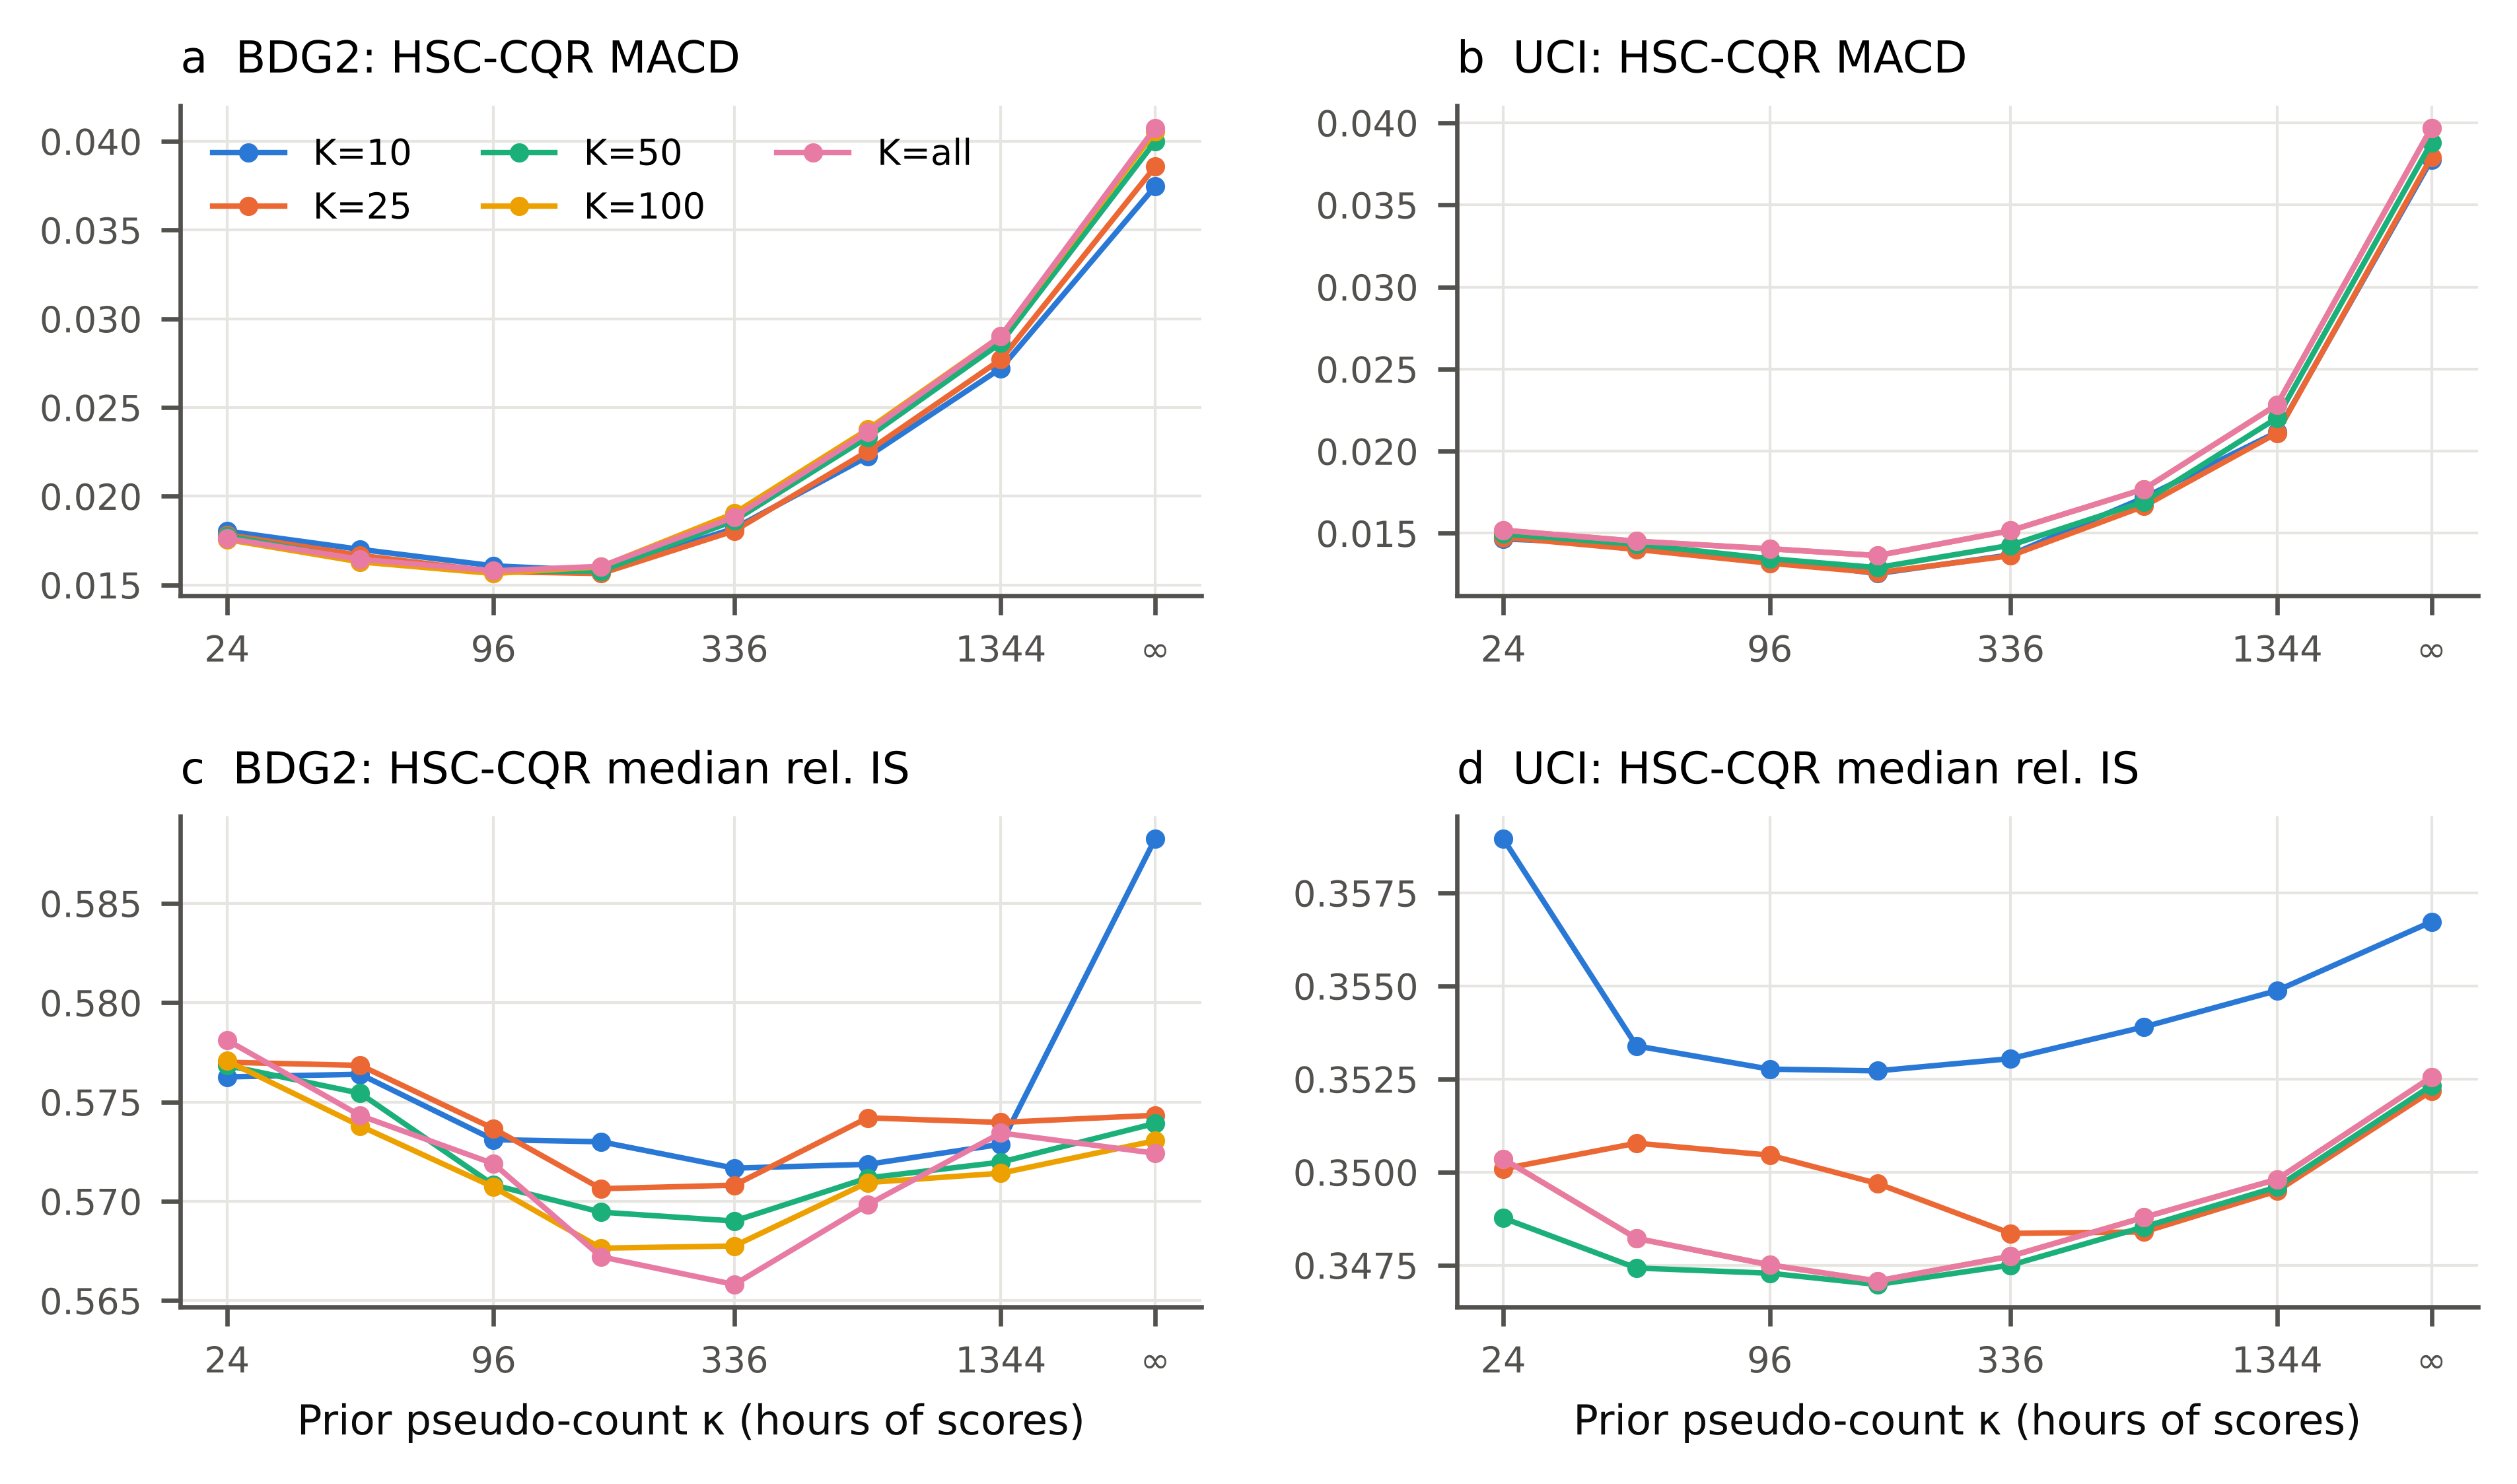 a BDG2: HSC-CQR MACD
0.040
0.035
0.030
0.025
0.020
0.015
K=10
K=25
K=50
K=100
K=all
24 96 336 1344 ∞
b UCI: HSC-CQR MACD
0.040
0.035
0.030
0.025
0.020
0.015
24 96 336 1344 ∞
c BDG2: HSC-CQR median rel. IS
0.585
0.580
0.575
0.570
0.565
24 96 336 1344 ∞
Prior pseudo-count κ (hours of scores)
d UCI: HSC-CQR median rel. IS
0.3575
0.3550
0.3525
0.3500
0.3475
24 96 336 1344 ∞
Prior pseudo-count κ (hours of scores)